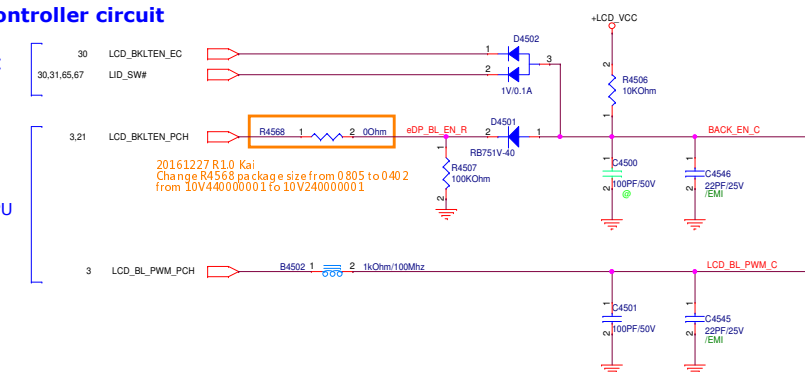 ontroller circuit
+LCD_VCC
D4502
30 LCD_BKLTEN_EC 1
3
30,31,65,67 LID_SW# 2
1V/0.1A
2
R4506
10KOhm
1
3,21 LCD_BKLTEN_PCH R4568 1 2 0Ohm eDP_BL_EN_R 2 D4501 1 BACK_EN_C
RB751V-40
20161227 R1.0 Kai
Change R4568 package size from 0805 to 0402
from 10V440000001 to 10V240000001
1
R4507
100KOhm
2
1
C4500
100PF/50V
2
@
1
C4546
22PF/25V
2
/EMI
PU
3 LCD_BL_PWM_PCH B4502 1 2 1kOhm/100Mhz LCD_BL_PWM_C
1
C4501
100PF/50V
2
1
C4545
22PF/25V
2
/EMI